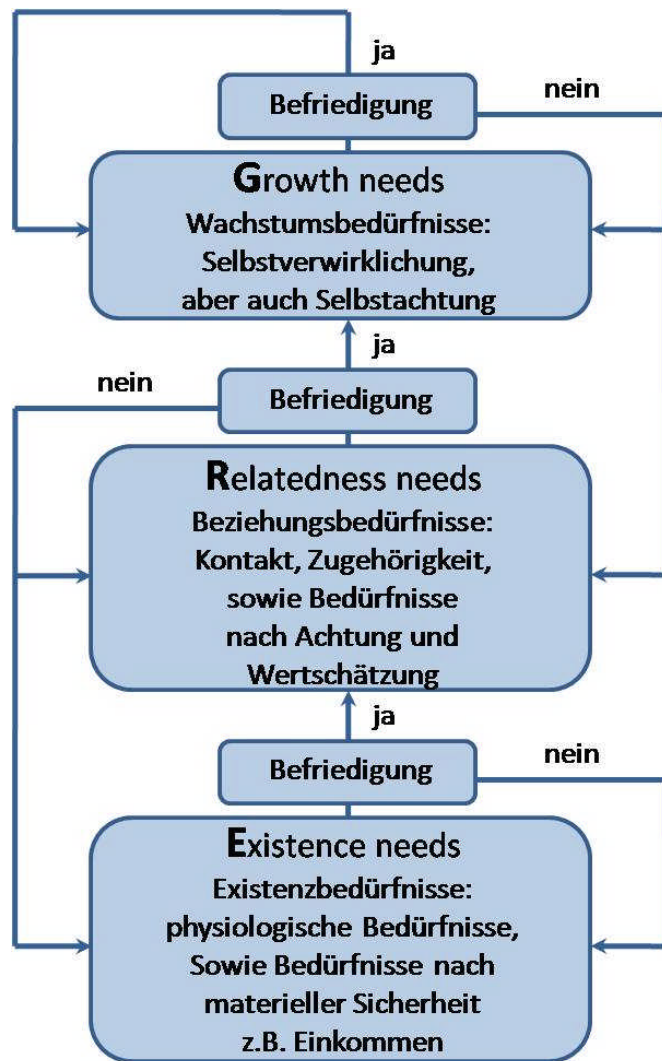 ja
Befriedigung
nein
Growth needs
Wachstumsbedürfnisse:
Selbstverwirklichung,
aber auch Selbstachtung
ja
nein
Befriedigung
Relatedness needs
Beziehungsbedürfnisse:
Kontakt, Zugehörigkeit,
sowie Bedürfnisse
nach Achtung und
Wertschätzung
ja
Befriedigung
nein
Existence needs
Existenzbedürfnisse:
physiologische Bedürfnisse,
Sowie Bedürfnisse nach
materieller Sicherheit
z.B. Einkommen